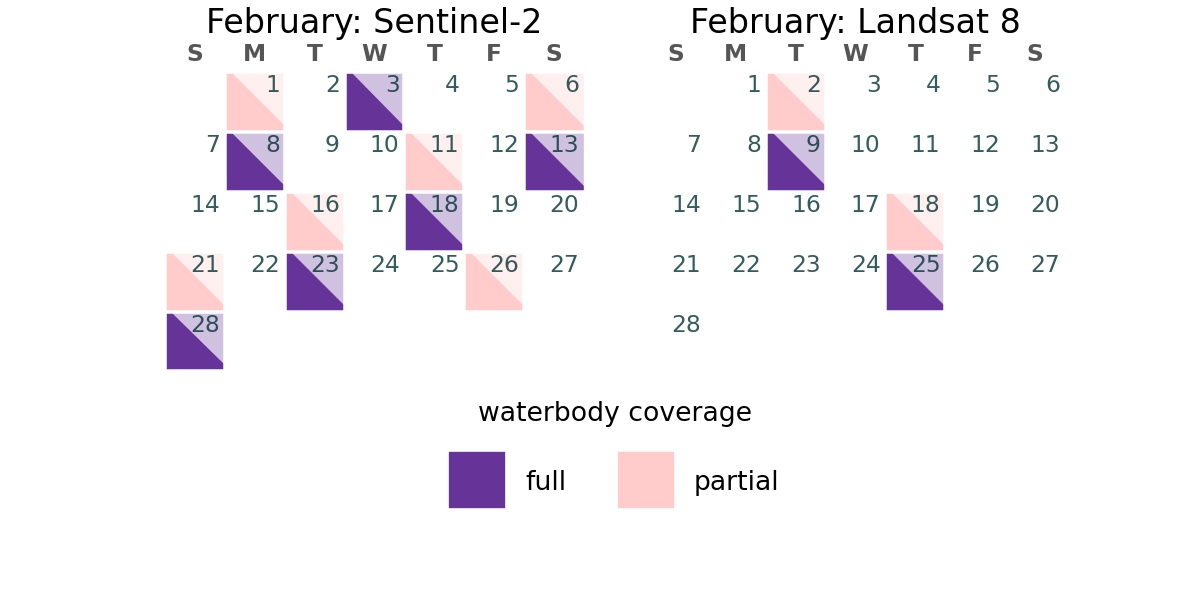 February: Sentinel-2
S M T W T F S
1 2 3 4 5 6
7 8 9 10 11 12 13
14 15 16 17 18 19 20
21 22 23 24 25 26 27
28
February: Landsat 8
S M T W T F S
1 2 3 4 5 6
7 8 9 10 11 12 13
14 15 16 17 18 19 20
21 22 23 24 25 26 27
28
waterbody coverage
full partial